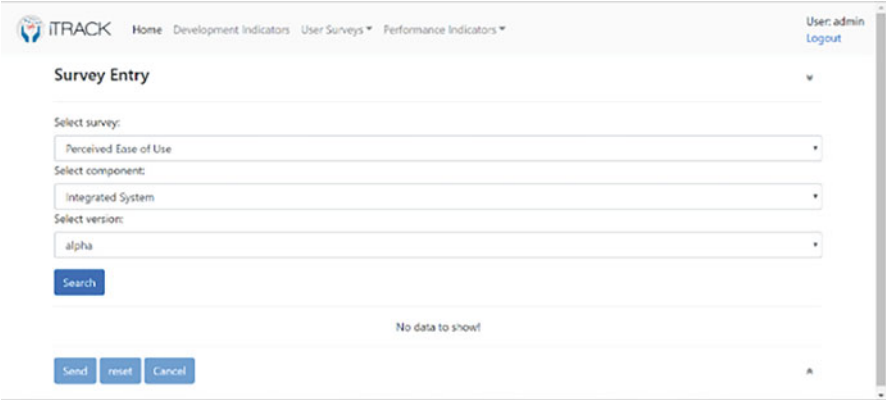 iTRACK Home Development Indicators User Surveys Performance Indicators User: admin
Logout
Survey Entry
Select survey:
Perceived Ease of Use
Select component:
Integrated System
Select version:
alpha
Search
No data to show!
Send reset Cancel